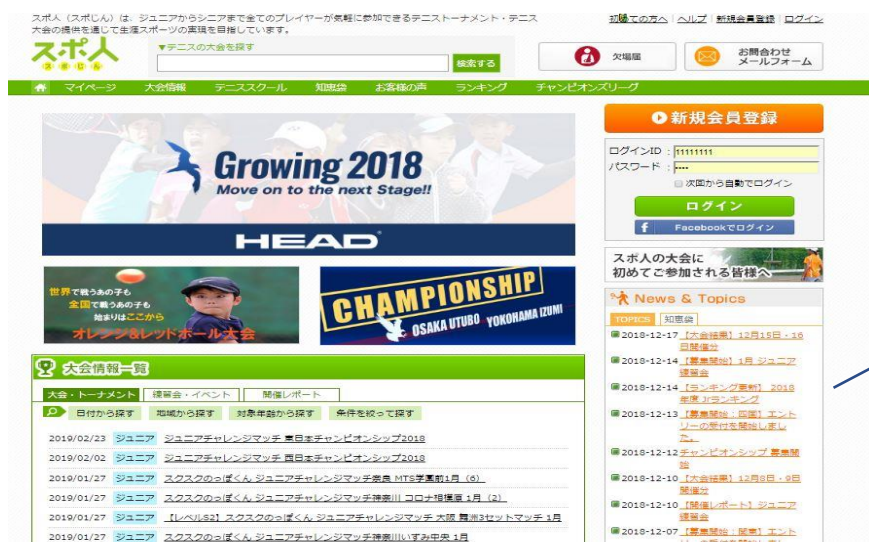 スポ人（スポじん）は、ジュニアからシニアまで全てのプレイヤーが気軽に参加できるテニストーナメント・テニス
大会の提供を通じて生涯スポーツの実現を目指しています。
初めての方へ ヘルプ 新規会員登録 ログイン
スポ人
スポじん
▼テニスの大会を探す
検索する
欠場届
お問合わせ
メールフォーム
マイページ 大会情報 テニススクール 知恵袋 お客様の声 ランキング チャンピオンズリーグ
Growing 2018
Move on to the next Stage!!
HEAD
世界で戦うあの子も
全国で戦うあの子も
始まりはここから
オレンジ&レッドボール大会
CHAMPIONSHIP
OSAKA UTUBO YOKOHAMA IZUMI
新規会員登録
ログインID : 11111111
パスワード : ••••
次回から自動でログイン
ログイン
f Facebookでログイン
スポ人の大会に
初めてご参加される皆様へ
News & Topics
TOPICS 知恵袋
2018-12-17 【大会結果】12月15日・16
日開催分
2018-12-14 【募集開始】1月 ジュニア
練習会
2018-12-14 【ランキング更新】 2018
年度 Jrランキング
2018-12-13 【募集開始：四国】エント
リーの受付を開始しまし
た。
2018-12-12 チャンピオンシップ 募集開
始
2018-12-10 【大会結果】12月8日・9日
開催分
2018-12-10 【開催レポート】ジュニア
練習会
2018-12-07 【募集開始：関東】エント
大会情報一覧
大会・トーナメント 練習会・イベント 開催レポート
日付から探す 地域から探す 対象年齢から探す 条件を絞って探す
2019/02/23 ジュニア ジュニアチャレンジマッチ 東日本チャンピオンシップ2018
2019/02/02 ジュニア ジュニアチャレンジマッチ 西日本チャンピオンシップ2018
2019/01/27 ジュニア スクスクのっぽくん ジュニアチャレンジマッチ奈良 MTS学園前1月（6）
2019/01/27 ジュニア スクスクのっぽくん ジュニアチャレンジマッチ神奈川 コロナ相模原 1月（2）
2019/01/27 ジュニア 【レベルS2】スクスクのっぽくん ジュニアチャレンジマッチ 大阪 舞洲3セットマッチ 1月
2019/01/27 ジュニア スクスクのっぽくん ジュニアチャレンジマッチ神奈川いずみ中央 1月